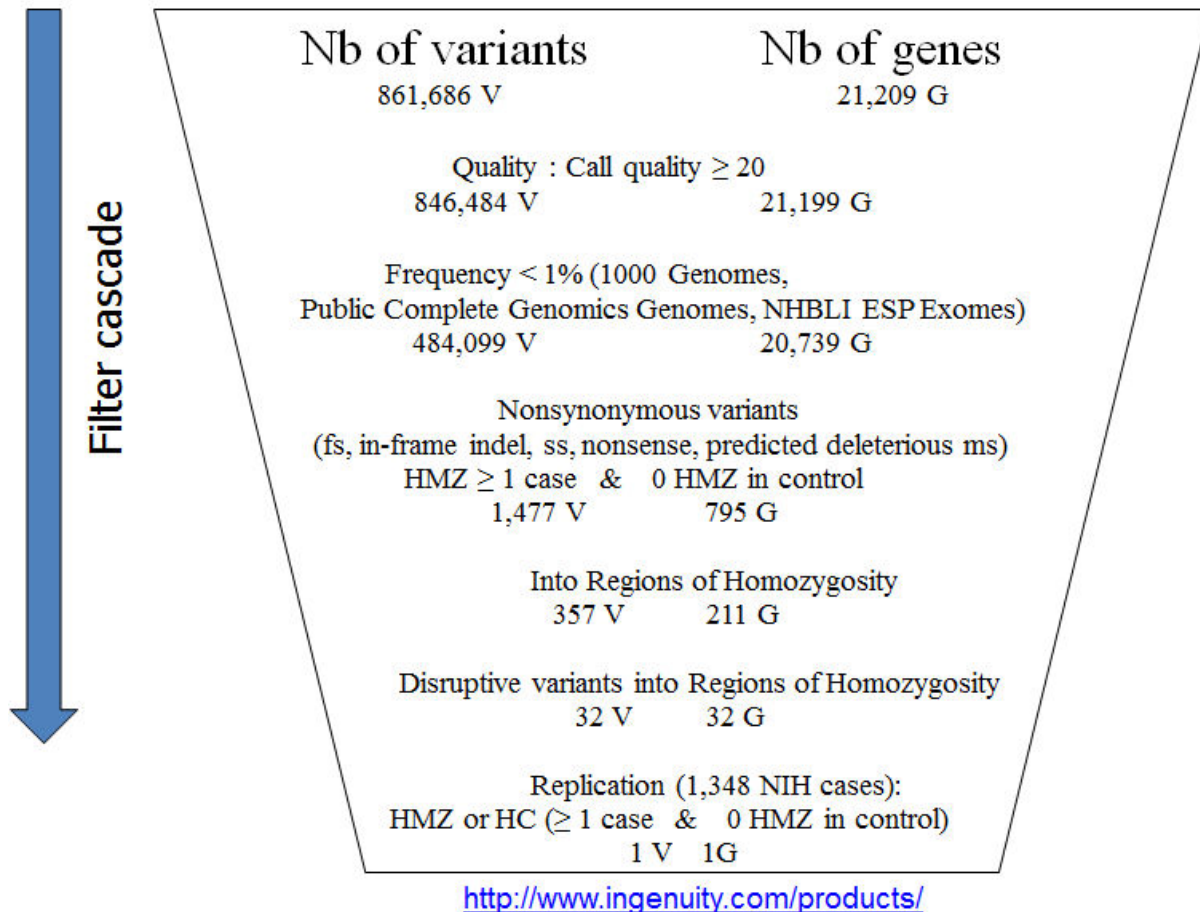 Filter cascade
Nb of variants Nb of genes
861,686 V 21,209 G
Quality : Call quality ≥ 20
846,484 V 21,199 G
Frequency < 1% (1000 Genomes,
Public Complete Genomics Genomes, NHBLI ESP Exomes)
484,099 V 20,739 G
Nonsynonymous variants
(fs, in-frame indel, ss, nonsense, predicted deleterious ms)
HMZ ≥ 1 case & 0 HMZ in control
1,477 V 795 G
Into Regions of Homozygosity
357 V 211 G
Disruptive variants into Regions of Homozygosity
32 V 32 G
Replication (1,348 NIH cases):
HMZ or HC (≥ 1 case & 0 HMZ in control)
1 V 1G
http://www.ingenuity.com/products/